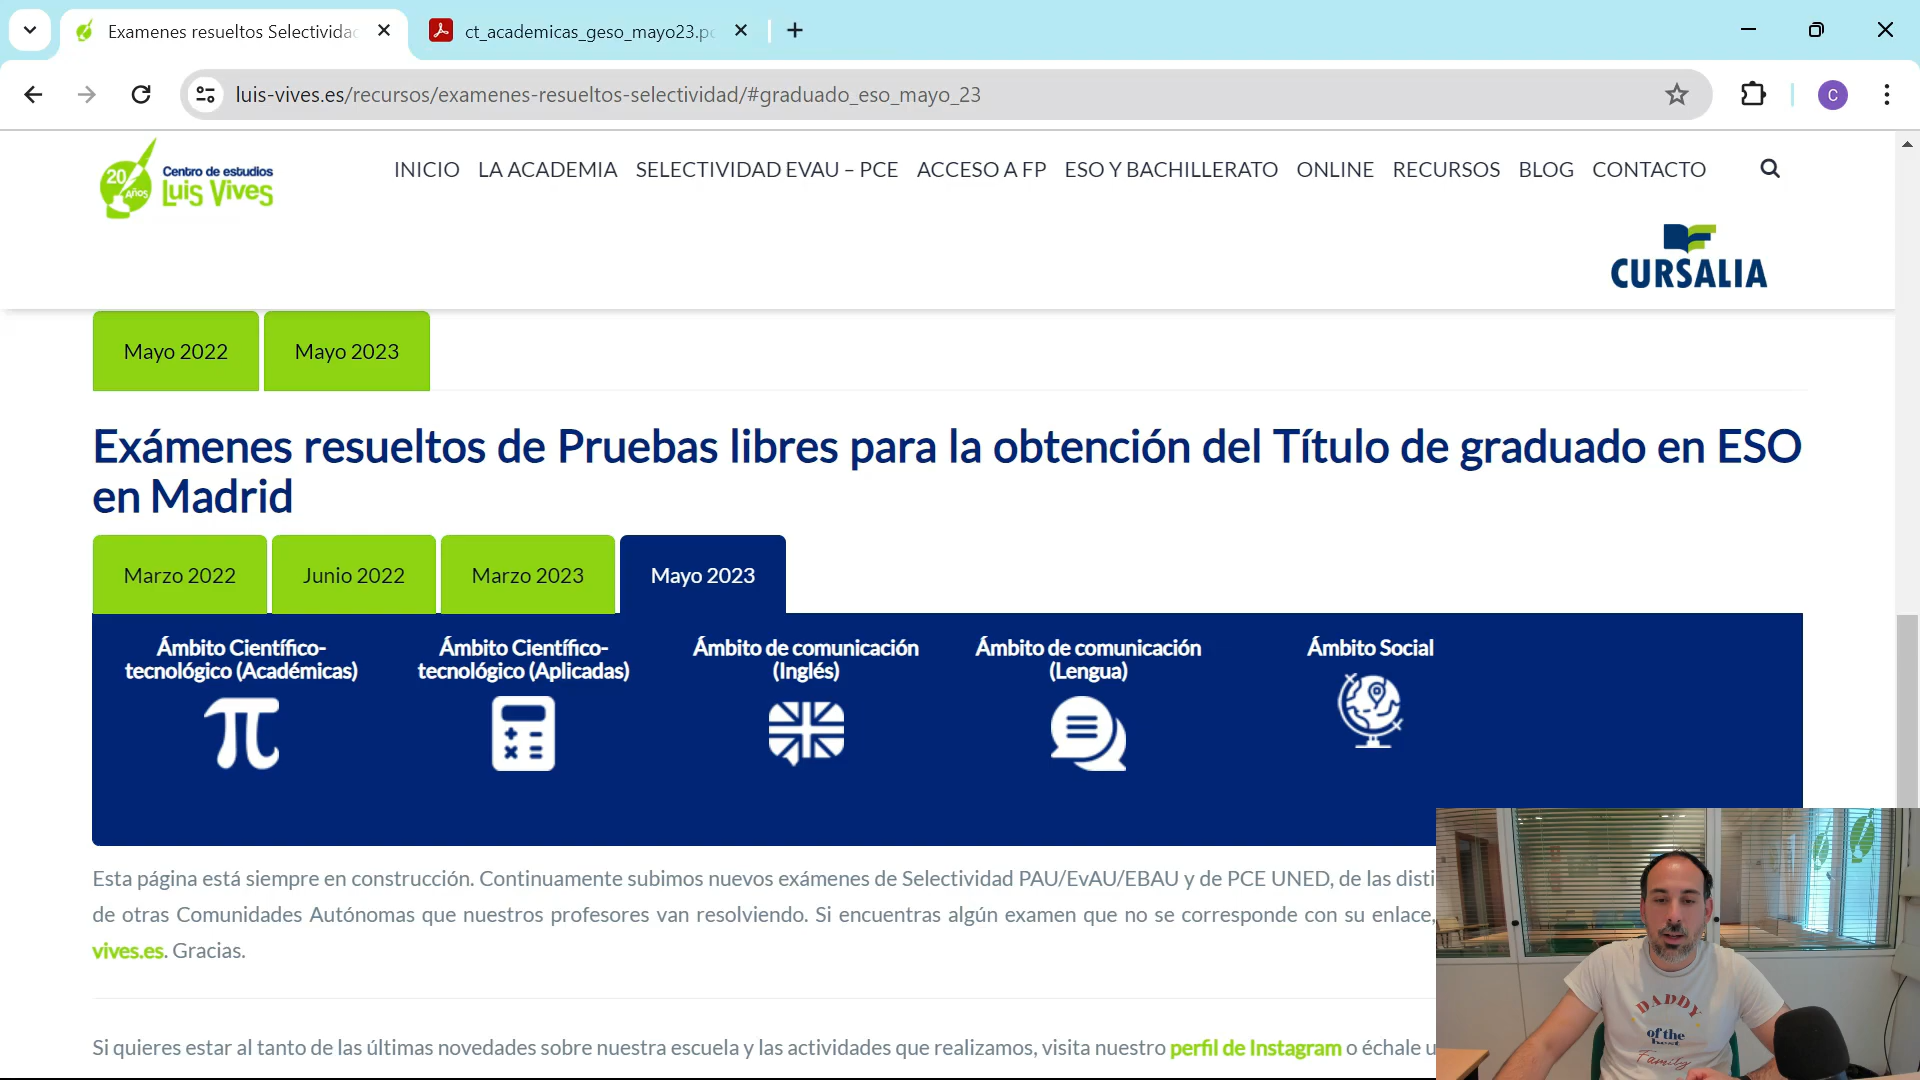 Examenes resueltos Selectivida
ct_academicas_geso_mayo23.p
luis-vives.es/recursos/examenes-resueltos-selectividad/#graduado_eso_mayo_23
C
20
Años
Centro de estudios
Luis Vives
INICIO LA ACADEMIA SELECTIVIDAD EVAU – PCE ACCESO A FP ESO Y BACHILLERATO ONLINE RECURSOS BLOG CONTACTO
CURSALIA
Mayo 2022 Mayo 2023
Exámenes resueltos de Pruebas libres para la obtención del Título de graduado en ESO
en Madrid
Marzo 2022 Junio 2022 Marzo 2023 Mayo 2023
Ámbito Científico-
tecnológico (Académicas)
Ámbito Científico-
tecnológico (Aplicadas)
Ámbito de comunicación
(Inglés)
Ámbito de comunicación
(Lengua)
Ámbito Social
Esta página está siempre en construcción. Continuamente subimos nuevos exámenes de Selectividad PAU/EvAU/EBAU y de PCE UNED, de las disti
de otras Comunidades Autónomas que nuestros profesores van resolviendo. Si encuentras algún examen que no se corresponde con su enlace,
vives.es. Gracias.
Si quieres estar al tanto de las últimas novedades sobre nuestra escuela y las actividades que realizamos, visita nuestro perfil de Instagram o échale u
DADDY
of the
best
Family